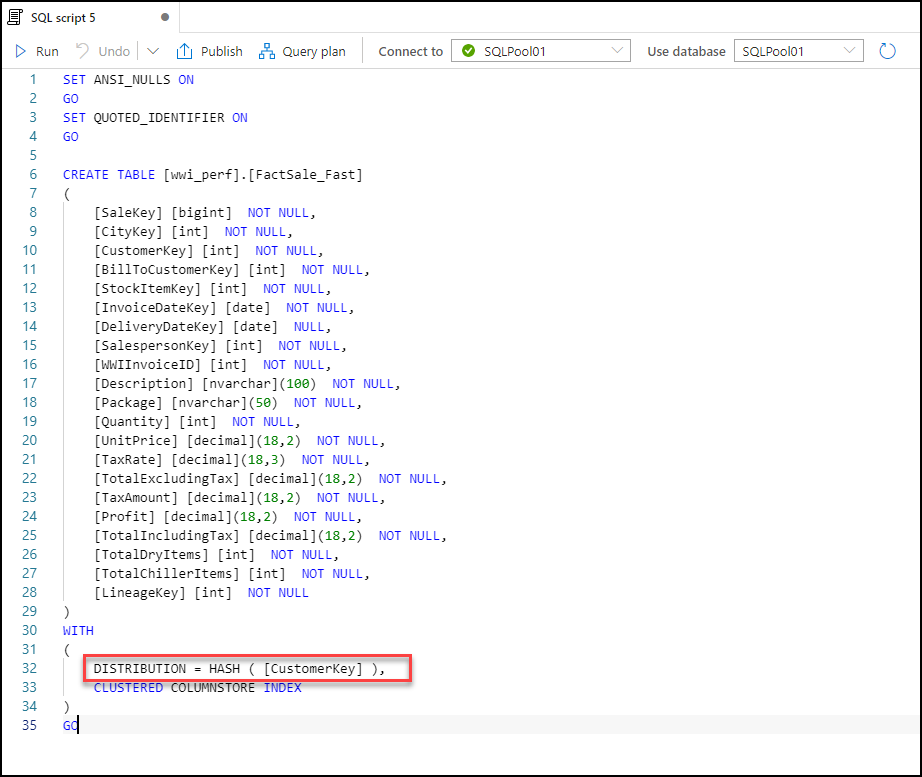 SQL script 5
Run Undo Publish Query plan Connect to SQLPool01 Use database SQLPool01
1 SET ANSI_NULLS ON
2 GO
3 SET QUOTED_IDENTIFIER ON
4 GO
5
6 CREATE TABLE [wwi_perf].[FactSale_Fast]
7 (
8 [SaleKey] [bigint]  NOT NULL,
9 [CityKey] [int]  NOT NULL,
10 [CustomerKey] [int]  NOT NULL,
11 [BillToCustomerKey] [int]  NOT NULL,
12 [StockItemKey] [int]  NOT NULL,
13 [InvoiceDateKey] [date]  NOT NULL,
14 [DeliveryDateKey] [date]  NULL,
15 [SalespersonKey] [int]  NOT NULL,
16 [WWIInvoiceID] [int]  NOT NULL,
17 [Description] [nvarchar](100)  NOT NULL,
18 [Package] [nvarchar](50)  NOT NULL,
19 [Quantity] [int]  NOT NULL,
20 [UnitPrice] [decimal](18,2)  NOT NULL,
21 [TaxRate] [decimal](18,3)  NOT NULL,
22 [TotalExcludingTax] [decimal](18,2)  NOT NULL,
23 [TaxAmount] [decimal](18,2)  NOT NULL,
24 [Profit] [decimal](18,2)  NOT NULL,
25 [TotalIncludingTax] [decimal](18,2)  NOT NULL,
26 [TotalDryItems] [int]  NOT NULL,
27 [TotalChillerItems] [int]  NOT NULL,
28 [LineageKey] [int]  NOT NULL
29 )
30 WITH
31 (
32 DISTRIBUTION = HASH ( [CustomerKey] ),
33 CLUSTERED COLUMNSTORE INDEX
34 )
35 GO